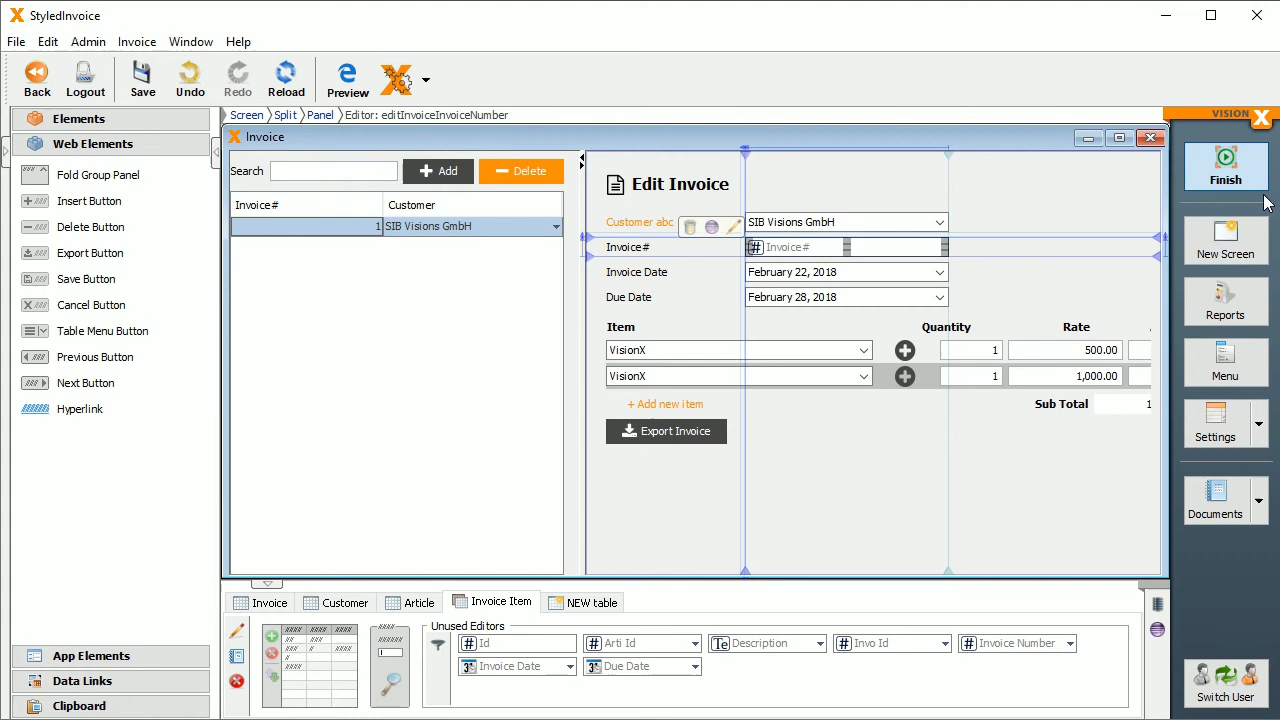 StyledInvoice
File Edit Admin Invoice Window Help
Back Logout Save Undo Redo Reload Preview
Elements
Web Elements
Fold Group Panel
Insert Button
Delete Button
Export Button
Save Button
Cancel Button
Table Menu Button
Previous Button
Next Button
Hyperlink
App Elements
Data Links
Clipboard
Screen Split Panel Editor: editInvoiceInvoiceNumber
Invoice
Search Add Delete
Invoice# Customer
1 SIB Visions GmbH
Edit Invoice
Customer abc SIB Visions GmbH
Invoice# # Invoice#
Invoice Date February 22, 2018
Due Date February 28, 2018
Item Quantity Rate
VisionX 1 500.00
VisionX 1 1,000.00
+ Add new item Sub Total 1
Export Invoice
Invoice Customer Article Invoice Item NEW table
Unused Editors
# Id # Arti Id Te Description # Invo Id # Invoice Number
Invoice Date Due Date
VISION X
Finish
New Screen
Reports
Menu
Settings
Documents
Switch User